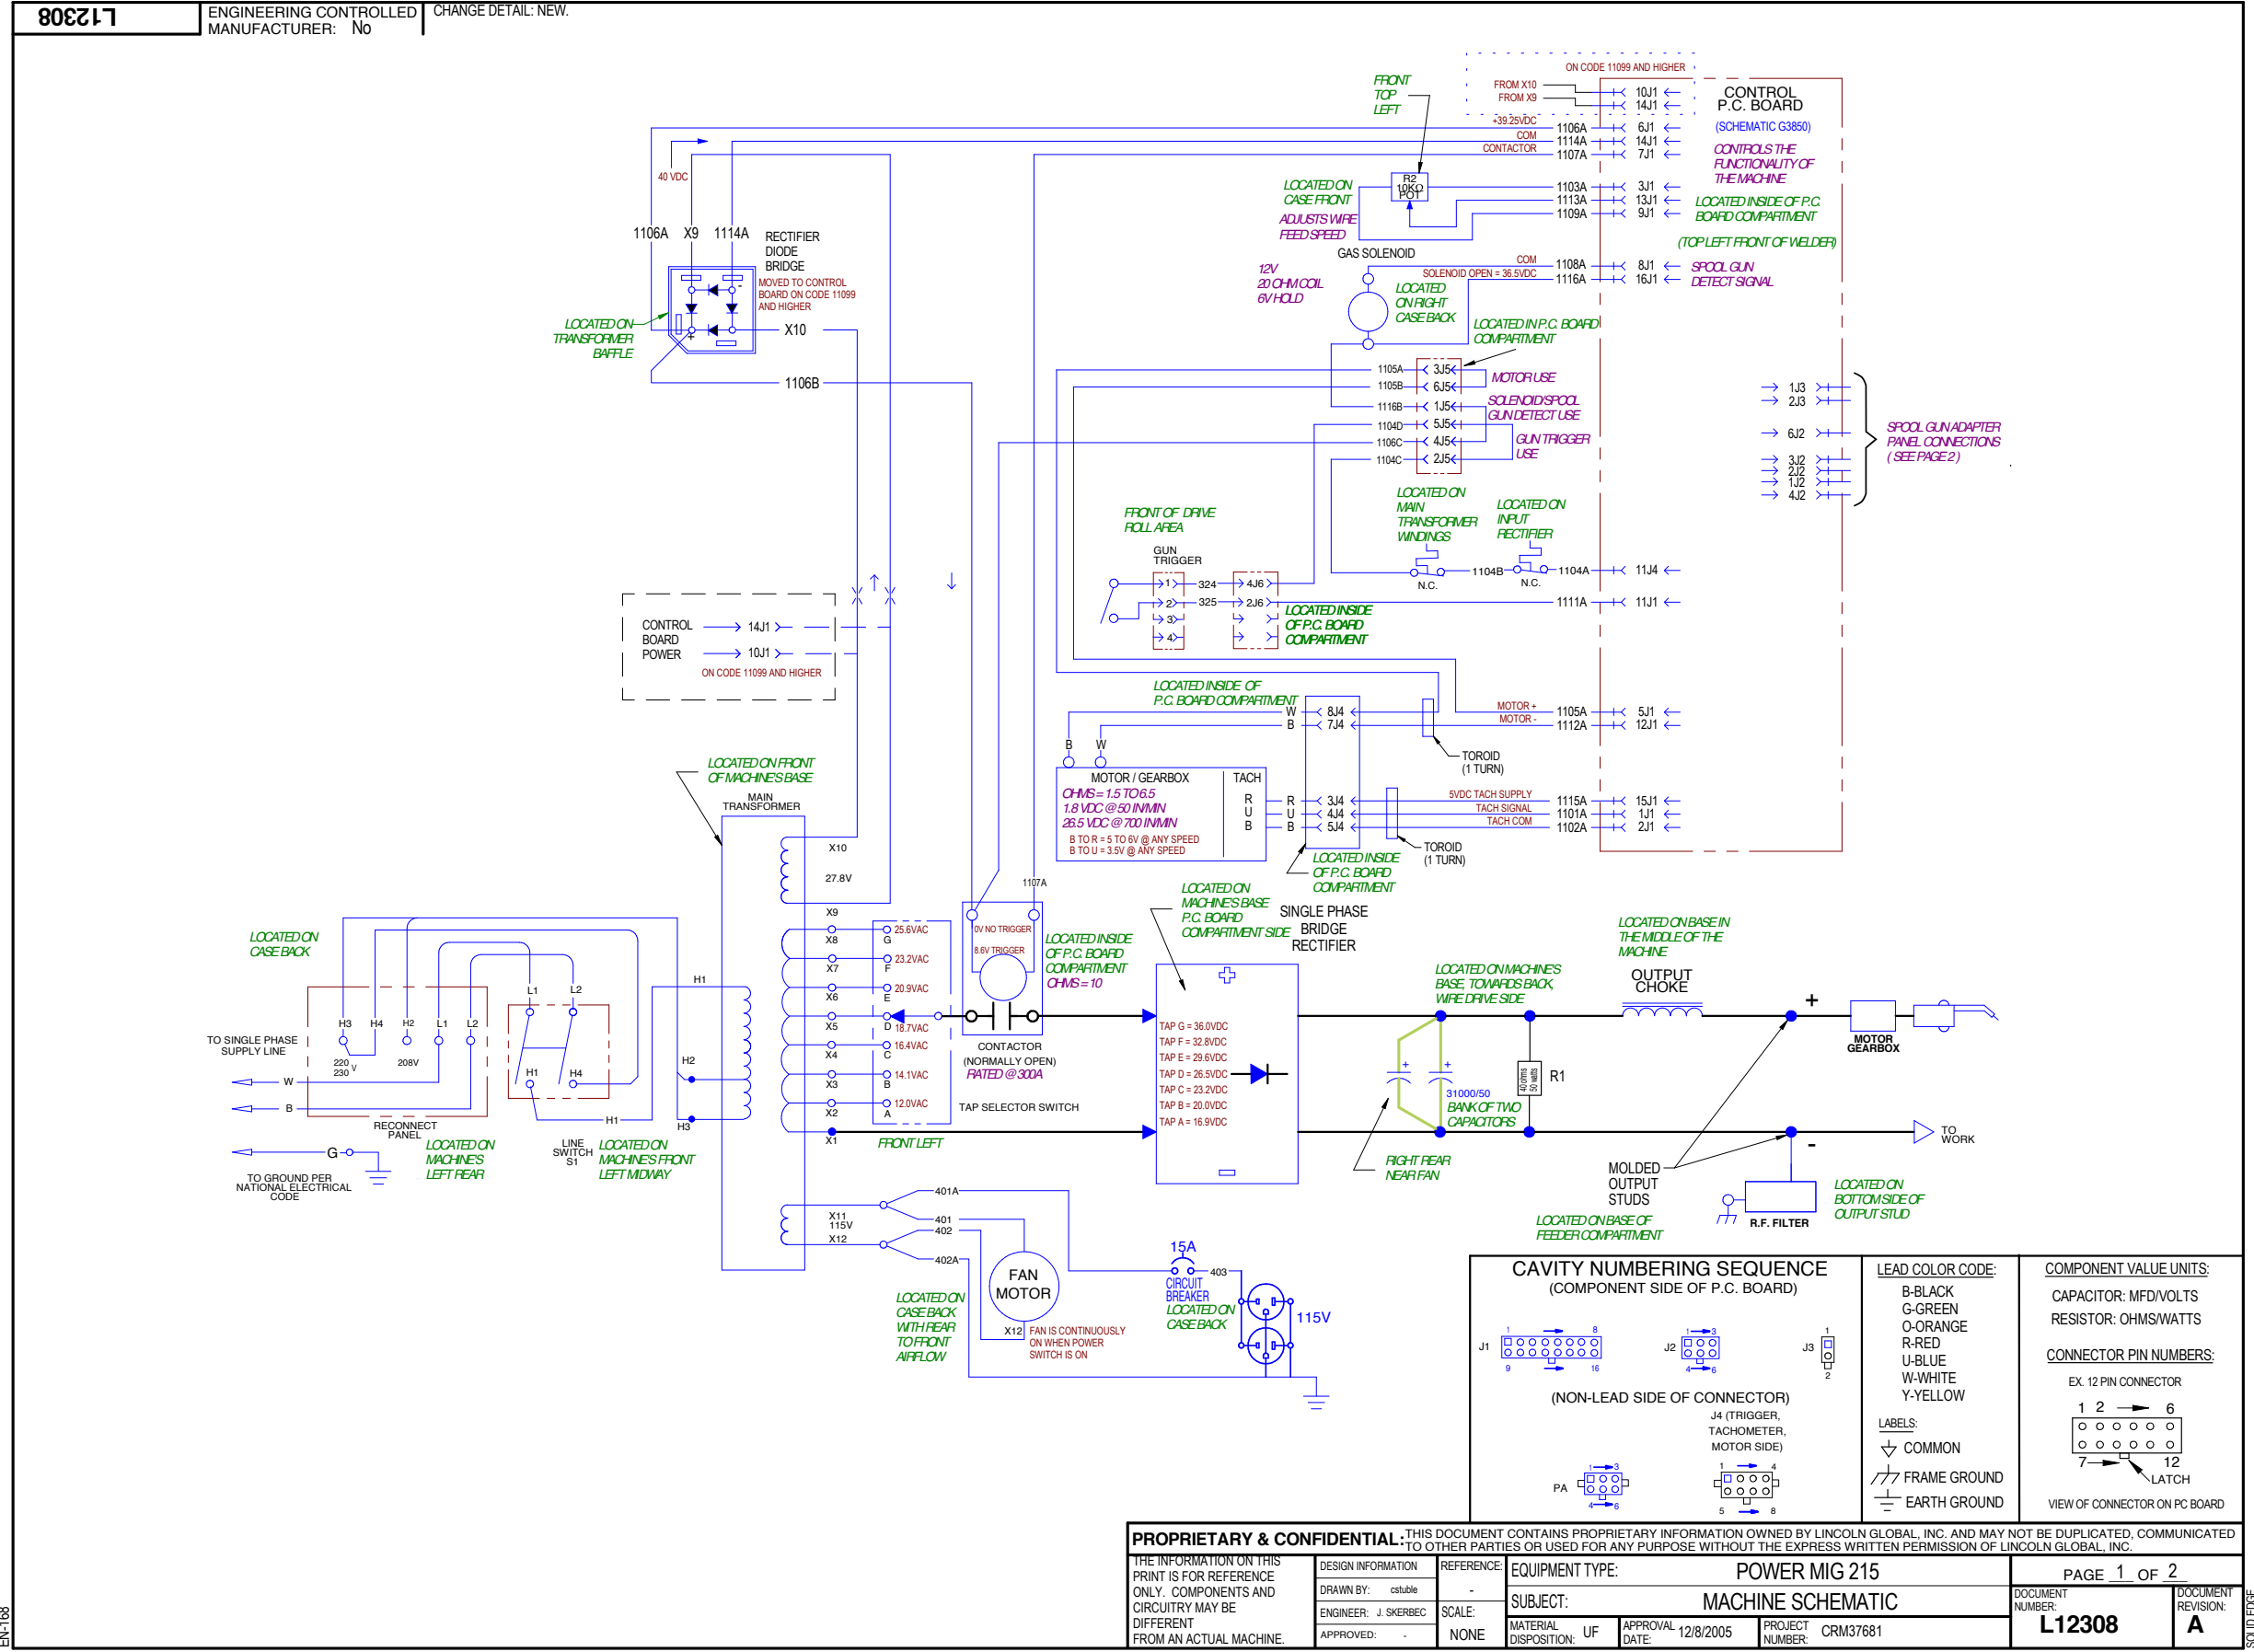 L12308
ENGINEERING CONTROLLED
MANUFACTURER: No
CHANGE DETAIL: NEW.
ON CODE 11099 AND HIGHER
FROM X10
FROM X9
10J1
14J1
CONTROL
P.C. BOARD
(SCHEMATIC G3850)
CONTROLS THE
FUNCTIONALITY OF
THE MACHINE
LOCATED INSIDE OF P.C.
BOARD COMPARTMENT
(TOP LEFT FRONT OF WELDER)
FRONT
TOP
LEFT
+39.25VDC
COM
CONTACTOR
1106A 6J1
1114A 14J1
1107A 7J1
40 VDC
LOCATED ON
CASE FRONT
ADJUSTS WIRE
FEED SPEED
R2
10KΩ
POT
1103A 3J1
1113A 13J1
1109A 9J1
1106A X9 1114A
RECTIFIER
DIODE
BRIDGE
MOVED TO CONTROL
BOARD ON CODE 11099
AND HIGHER
-
+
X10
1106B
LOCATED ON
TRANSFORMER
BAFFLE
GAS SOLENOID
12V
20 OHM COIL
6V HOLD
LOCATED
ON RIGHT
CASE BACK
COM
SOLENOID OPEN = 36.5VDC
1108A 8J1
1116A 16J1
SPOOL GUN
DETECT SIGNAL
LOCATED IN P.C. BOARD
COMPARTMENT
1105A 3J5
1105B 6J5
1116B 1J5
1104D 5J5
1106C 4J5
1104C 2J5
MOTOR USE
SOLENOID/SPOOL
GUN DETECT USE
GUN TRIGGER
USE
1J3
2J3
6J2
3J2
2J2
1J2
4J2
SPOOL GUN ADAPTER
PANEL CONNECTIONS
( SEE PAGE 2 )
LOCATED ON
MAIN
TRANSFORMER
WINDINGS
LOCATED ON
INPUT
RECTIFIER
N.C.
1104B
N.C.
1104A 11J4
1111A 11J1
FRONT OF DRIVE
ROLL AREA
GUN
TRIGGER
1 324 4J6
2 325 2J6
3
4
LOCATED INSIDE
OF P.C. BOARD
COMPARTMENT
CONTROL
BOARD
POWER
14J1
10J1
ON CODE 11099 AND HIGHER
LOCATED INSIDE OF
P.C. BOARD COMPARTMENT
W 8J4
B 7J4
MOTOR +
MOTOR -
1105A 5J1
1112A 12J1
TOROID
(1 TURN)
B W
MOTOR / GEARBOX
OHMS = 1.5 TO 6.5
1.8 VDC @ 50 IN/MIN
26.5 VDC @ 700 IN/MIN
B TO R = 5 TO 6V @ ANY SPEED
B TO U = 3.5V @ ANY SPEED
TACH
R
U
B
R 3J4
U 4J4
B 5J4
5VDC TACH SUPPLY
TACH SIGNAL
TACH COM
1115A 15J1
1101A 1J1
1102A 2J1
TOROID
(1 TURN)
LOCATED INSIDE
OF P.C. BOARD
COMPARTMENT
LOCATED ON FRONT
OF MACHINE'S BASE
MAIN
TRANSFORMER
X10
27.8V
X9
X8
X7
X6
X5
X4
X3
X2
X1
25.6VAC
G
23.2VAC
F
20.9VAC
E
D 18.7VAC
16.4VAC
C
14.1VAC
B
12.0VAC
A
FRONT LEFT
TAP SELECTOR SWITCH
1107A
0V NO TRIGGER
8.6V TRIGGER
LOCATED INSIDE
OF P.C. BOARD
COMPARTMENT
OHMS = 10
CONTACTOR
(NORMALLY OPEN)
RATED @ 300A
LOCATED ON
MACHINE'S BASE
P.C. BOARD
COMPARTMENT SIDE
SINGLE PHASE
BRIDGE
RECTIFIER
TAP G = 36.0VDC
TAP F = 32.8VDC
TAP E = 29.6VDC
TAP D = 26.5VDC
TAP C = 23.2VDC
TAP B = 20.0VDC
TAP A = 16.9VDC
LOCATED ON MACHINE'S
BASE, TOWARDS BACK,
WIRE DRIVE SIDE
+ +
31000/50
BANK OF TWO
CAPACITORS
RIGHT REAR
NEAR FAN
40 ohms
50 watts
R1
LOCATED ON BASE IN
THE MIDDLE OF THE
MACHINE
OUTPUT
CHOKE
+
MOTOR
GEARBOX
-
TO
WORK
MOLDED
OUTPUT
STUDS
LOCATED ON BASE OF
FEEDER COMPARTMENT
R.F. FILTER
LOCATED ON
BOTTOM SIDE OF
OUTPUT STUD
LOCATED ON
CASE BACK
TO SINGLE PHASE
SUPPLY LINE
W
B
H3 H4 H2 L1 L2
220
230 V
208V
RECONNECT
PANEL
LOCATED ON
MACHINE'S
LEFT REAR
G
TO GROUND PER
NATIONAL ELECTRICAL
CODE
L1 L2
H1 H4
H1
LINE
SWITCH
S1
LOCATED ON
MACHINE'S FRONT
LEFT MIDWAY
H1
H2
H3
X11
115V
X12
401A
401
402
402A
FAN
MOTOR
X12
FAN IS CONTINUOUSLY
ON WHEN POWER
SWITCH IS ON
LOCATED ON
CASE BACK
WITH REAR
TO FRONT
AIRFLOW
15A
CIRCUIT
BREAKER
LOCATED ON
CASE BACK
403
115V
CAVITY NUMBERING SEQUENCE
(COMPONENT SIDE OF P.C. BOARD)
J1
1 8
9 16
J2
1 3
4 6
J3
1
2
(NON-LEAD SIDE OF CONNECTOR)
J4 (TRIGGER,
TACHOMETER,
MOTOR SIDE)
PA
1 3
4 6
1 4
5 8
LEAD COLOR CODE:
B-BLACK
G-GREEN
O-ORANGE
R-RED
U-BLUE
W-WHITE
Y-YELLOW
LABELS:
COMMON
FRAME GROUND
EARTH GROUND
COMPONENT VALUE UNITS:
CAPACITOR: MFD/VOLTS
RESISTOR: OHMS/WATTS
CONNECTOR PIN NUMBERS:
EX. 12 PIN CONNECTOR
1 2 6
7 12
LATCH
VIEW OF CONNECTOR ON PC BOARD
PROPRIETARY & CONFIDENTIAL: THIS DOCUMENT CONTAINS PROPRIETARY INFORMATION OWNED BY LINCOLN GLOBAL, INC. AND MAY NOT BE DUPLICATED, COMMUNICATED
TO OTHER PARTIES OR USED FOR ANY PURPOSE WITHOUT THE EXPRESS WRITTEN PERMISSION OF LINCOLN GLOBAL, INC.
THE INFORMATION ON THIS
PRINT IS FOR REFERENCE
ONLY. COMPONENTS AND
CIRCUITRY MAY BE
DIFFERENT
FROM AN ACTUAL MACHINE.
DESIGN INFORMATION
DRAWN BY: cstuble
ENGINEER: J. SKERBEC
APPROVED: -
REFERENCE:
-
SCALE:
NONE
EQUIPMENT TYPE: POWER MIG 215
SUBJECT: MACHINE SCHEMATIC
MATERIAL
DISPOSITION: UF
APPROVAL
DATE: 12/8/2005
PROJECT
NUMBER: CRM37681
PAGE 1 OF 2
DOCUMENT
NUMBER:
L12308
DOCUMENT
REVISION:
A
EN-168
SOLID EDGE